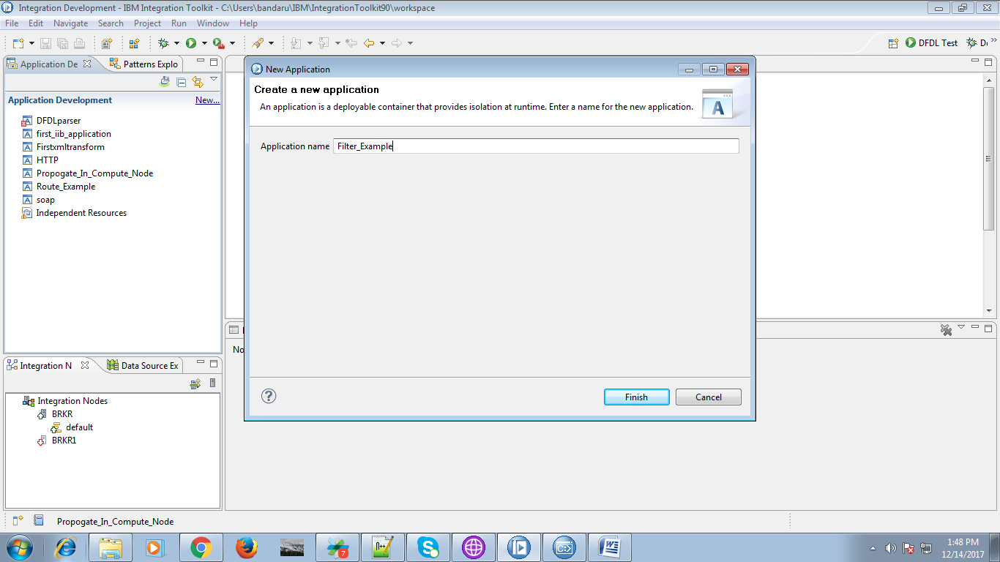 Integration Development - IBM Integration Toolkit - C:\Users\bandaru\IBM\IntegrationToolkit90\workspace
File Edit Navigate Search Project Run Window Help
DFDL Test
Application De
Patterns Explo
Application Development
New...
DFDLparser
first_iib_application
Firstxmltransform
HTTP
Propogate_In_Compute_Node
Route_Example
soap
Independent Resources
New Application
Create a new application
An application is a deployable container that provides isolation at runtime. Enter a name for the new application.
A
Application name Filter_Example
No
Finish Cancel
Integration N
Data Source Ex
Integration Nodes
BRKR
default
BRKR1
Propogate_In_Compute_Node
7
1:48 PM
12/14/2017